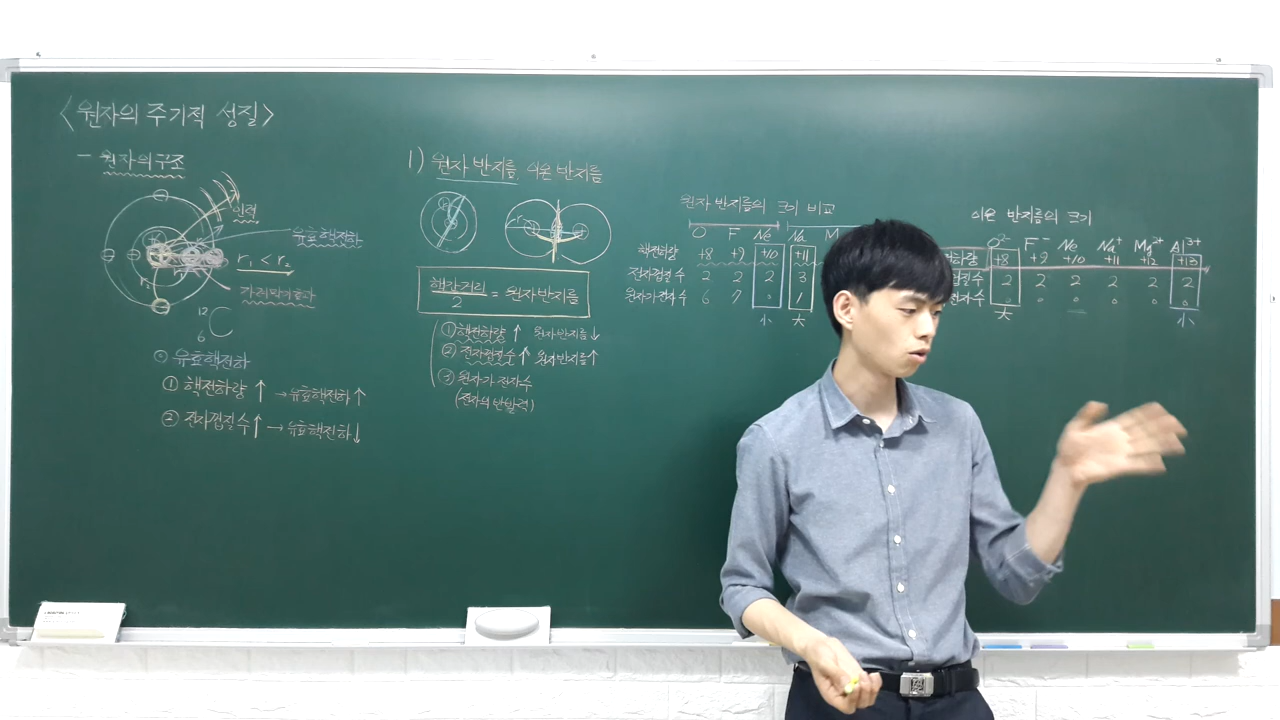 <원자의 주기적 성질>
- 원자의구조
인력
유효핵전하
r₁ < r₂
가려막기효과
r₁
12
6 C
◎ 유효핵전하
① 핵전하량 ↑ → 유효핵전하 ↑
② 전자껍질수 ↑ → 유효핵전하 ↓
1) 원자 반지름, 이온 반지름
r
핵간거리/2 = 원자반지름
① 핵전하량 ↑ 원자반지름 ↓
② 전자껍질수 ↑ 원자반지름 ↑
③ 원자가 전자수
(전자의 반발력)
원자 반지름의 크기 비교
O F Ne Na M
핵전하량 +8 +9 +10 +11
전자껍질수 2 2 2 3
원자가전자수 6 7 0 1
小 大
이온 반지름의 크기
O²⁻ F⁻ Ne Na⁺ Mg²⁺ Al³⁺
하량 +8 +9 +10 +11 +12 +13
껍질수 2 2 2 2 2 2
전자수 0 0 0 0 0 0
大 小